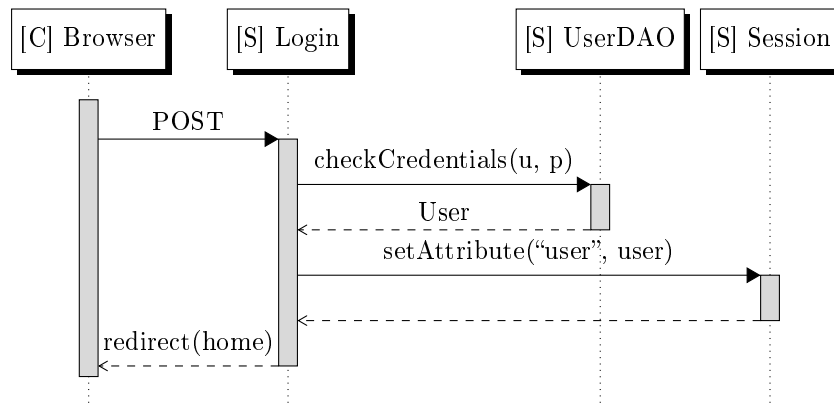 [C] Browser [S] Login [S] UserDAO [S] Session
POST
checkCredentials(u, p)
User
setAttribute(“user”, user)
redirect(home)